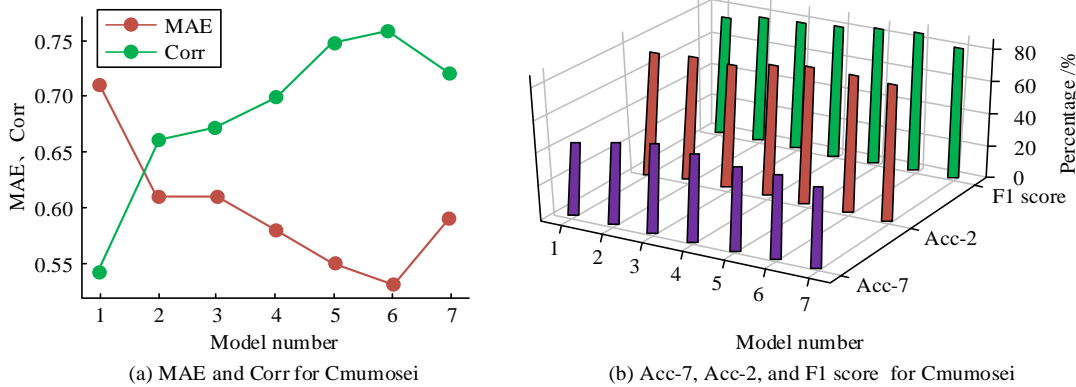 MAE
Corr
0.75
0.70
0.65
0.60
0.55
MAE、Corr
1 2 3 4 5 6 7
Model number
(a) MAE and Corr for Cmumosei
80
60
40
20
0
Percentage /%
F1 score
Acc-2
Acc-7
1 2 3 4 5 6 7
Model number
(b) Acc-7, Acc-2, and F1 score for Cmumosei